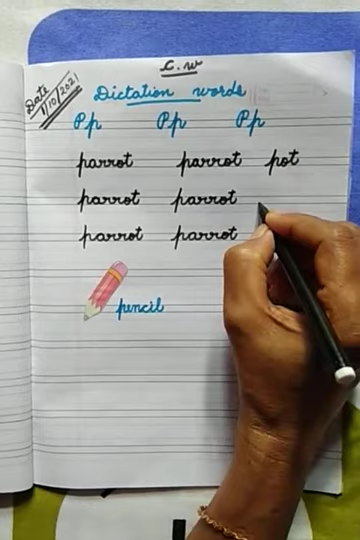 C.W
Date
1/10/2021
Dictation words
Pp Pp Pp
parrot parrot pot
parrot parrot
parrot parrot
pencil